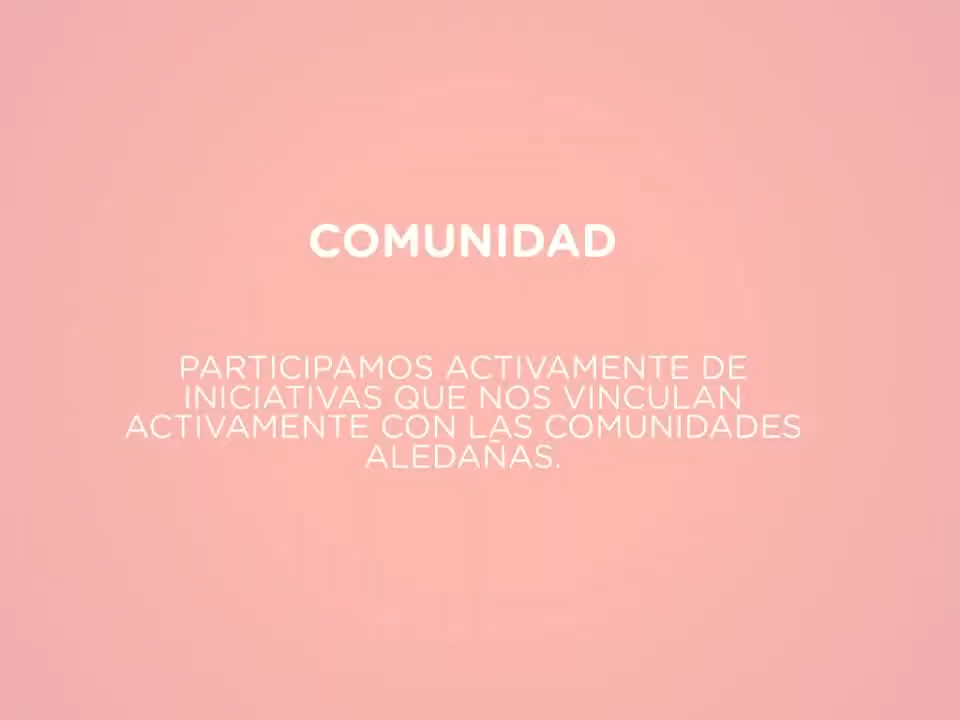 COMUNIDAD
PARTICIPAMOS ACTIVAMENTE DE
INICIATIVAS QUE NOS VINCULAN
ACTIVAMENTE CON LAS COMUNIDADES
ALEDAÑAS.